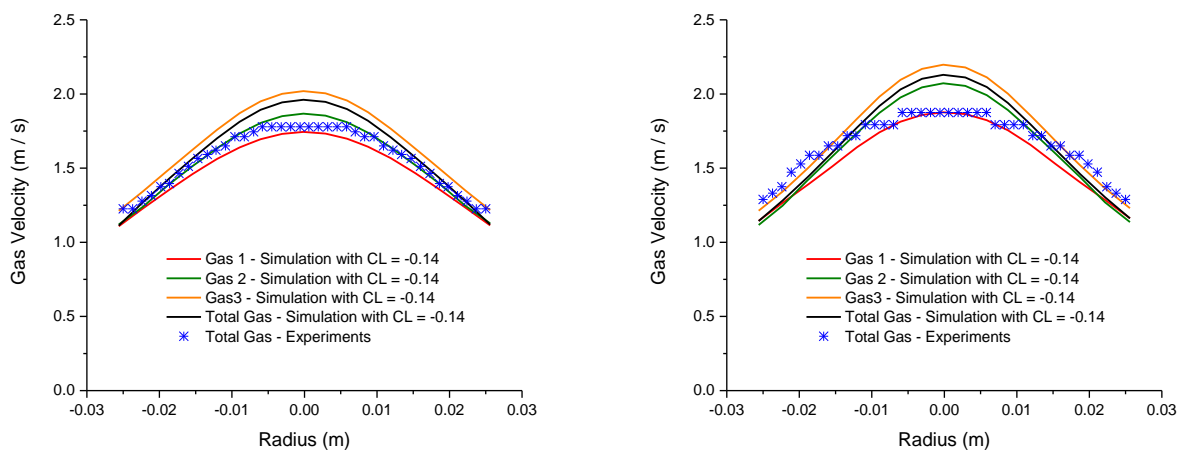 2.5
2.0
1.5
1.0
0.5
0.0
-0.03
-0.02
-0.01
0.00
0.01
0.02
0.03
Gas Velocity (m / s)
Radius (m)
Gas 1 - Simulation with CL = -0.14
Gas 2 - Simulation with CL = -0.14
Gas3 - Simulation with CL = -0.14
Total Gas - Simulation with CL = -0.14
Total Gas - Experiments
2.5
2.0
1.5
1.0
0.5
0.0
-0.03
-0.02
-0.01
0.00
0.01
0.02
0.03
Gas Velocity (m / s)
Radius (m)
Gas 1 - Simulation with CL = -0.14
Gas 2 - Simulation with CL = -0.14
Gas3 - Simulation with CL = -0.14
Total Gas - Simulation with CL = -0.14
Total Gas - Experiments